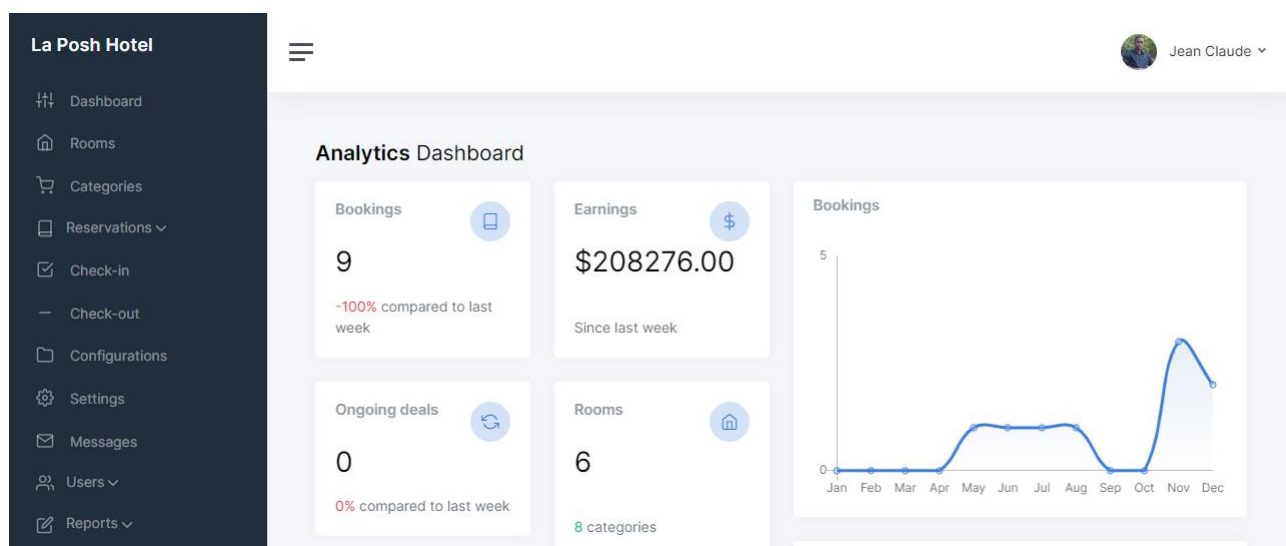 La Posh Hotel
Jean Claude
Dashboard
Rooms
Categories
Reservations
Check-in
Check-out
Configurations
Settings
Messages
Users
Reports
Analytics Dashboard
Bookings
9
-100% compared to last
week
Earnings
$
$208276.00
Since last week
Ongoing deals
0
0% compared to last week
Rooms
6
8 categories
Bookings
5
0
Jan Feb Mar Apr May Jun Jul Aug Sep Oct Nov Dec